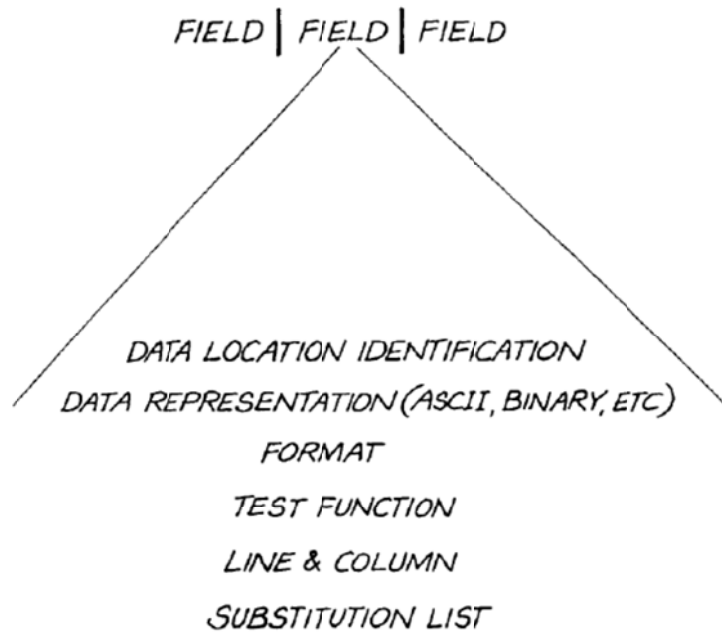 FIELD | FIELD | FIELD
DATA LOCATION IDENTIFICATION
DATA REPRESENTATION (ASCII, BINARY, ETC)
FORMAT
TEST FUNCTION
LINE & COLUMN
SUBSTITUTION LIST